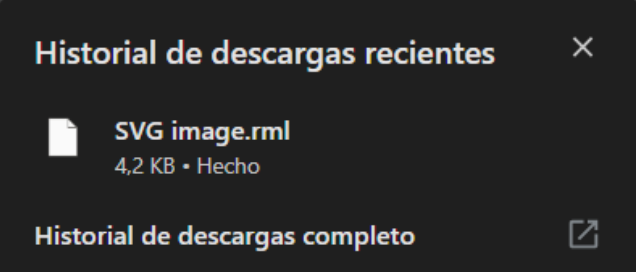 Historial de descargas recientes
SVG image.rml
4,2 KB • Hecho
Historial de descargas completo